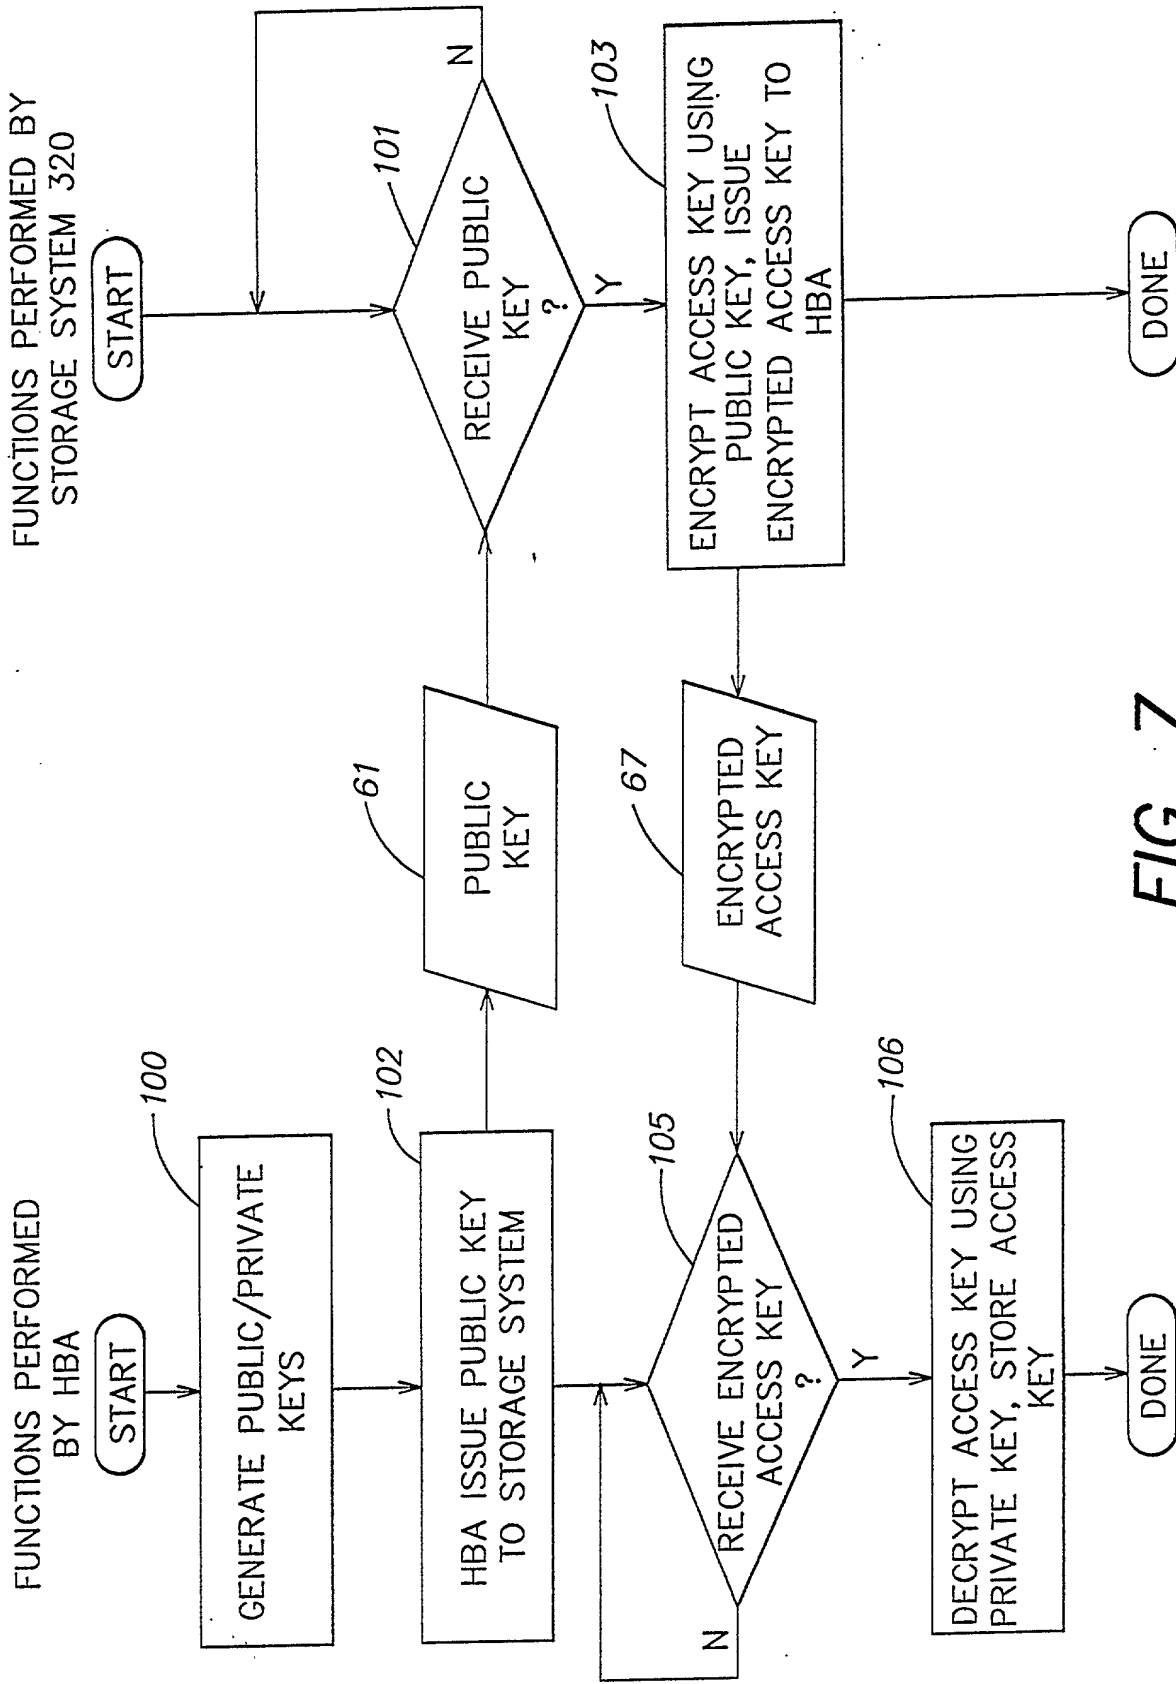 FUNCTIONS PERFORMED
BY HBA
START
100
GENERATE PUBLIC/PRIVATE
KEYS
102
HBA ISSUE PUBLIC KEY
TO STORAGE SYSTEM
105
RECEIVE ENCRYPTED
ACCESS KEY
?
N
Y
106
DECRYPT ACCESS KEY USING
PRIVATE KEY, STORE ACCESS
KEY
DONE
61
PUBLIC
KEY
67
ENCRYPTED
ACCESS KEY
FUNCTIONS PERFORMED BY
STORAGE SYSTEM 320
START
101
RECEIVE PUBLIC
KEY
?
N
Y
103
ENCRYPT ACCESS KEY USING
PUBLIC KEY, ISSUE
ENCRYPTED ACCESS KEY TO
HBA
DONE
FIG. 7